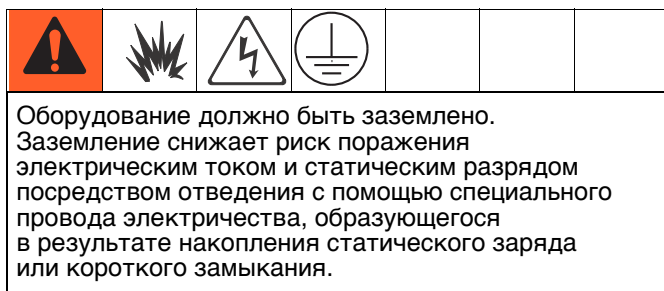 Оборудование должно быть заземлено.
Заземление снижает риск поражения
электрическим током и статическим разрядом
посредством отведения с помощью специального
провода электричества, образующегося
в результате накопления статического заряда
или короткого замыкания.